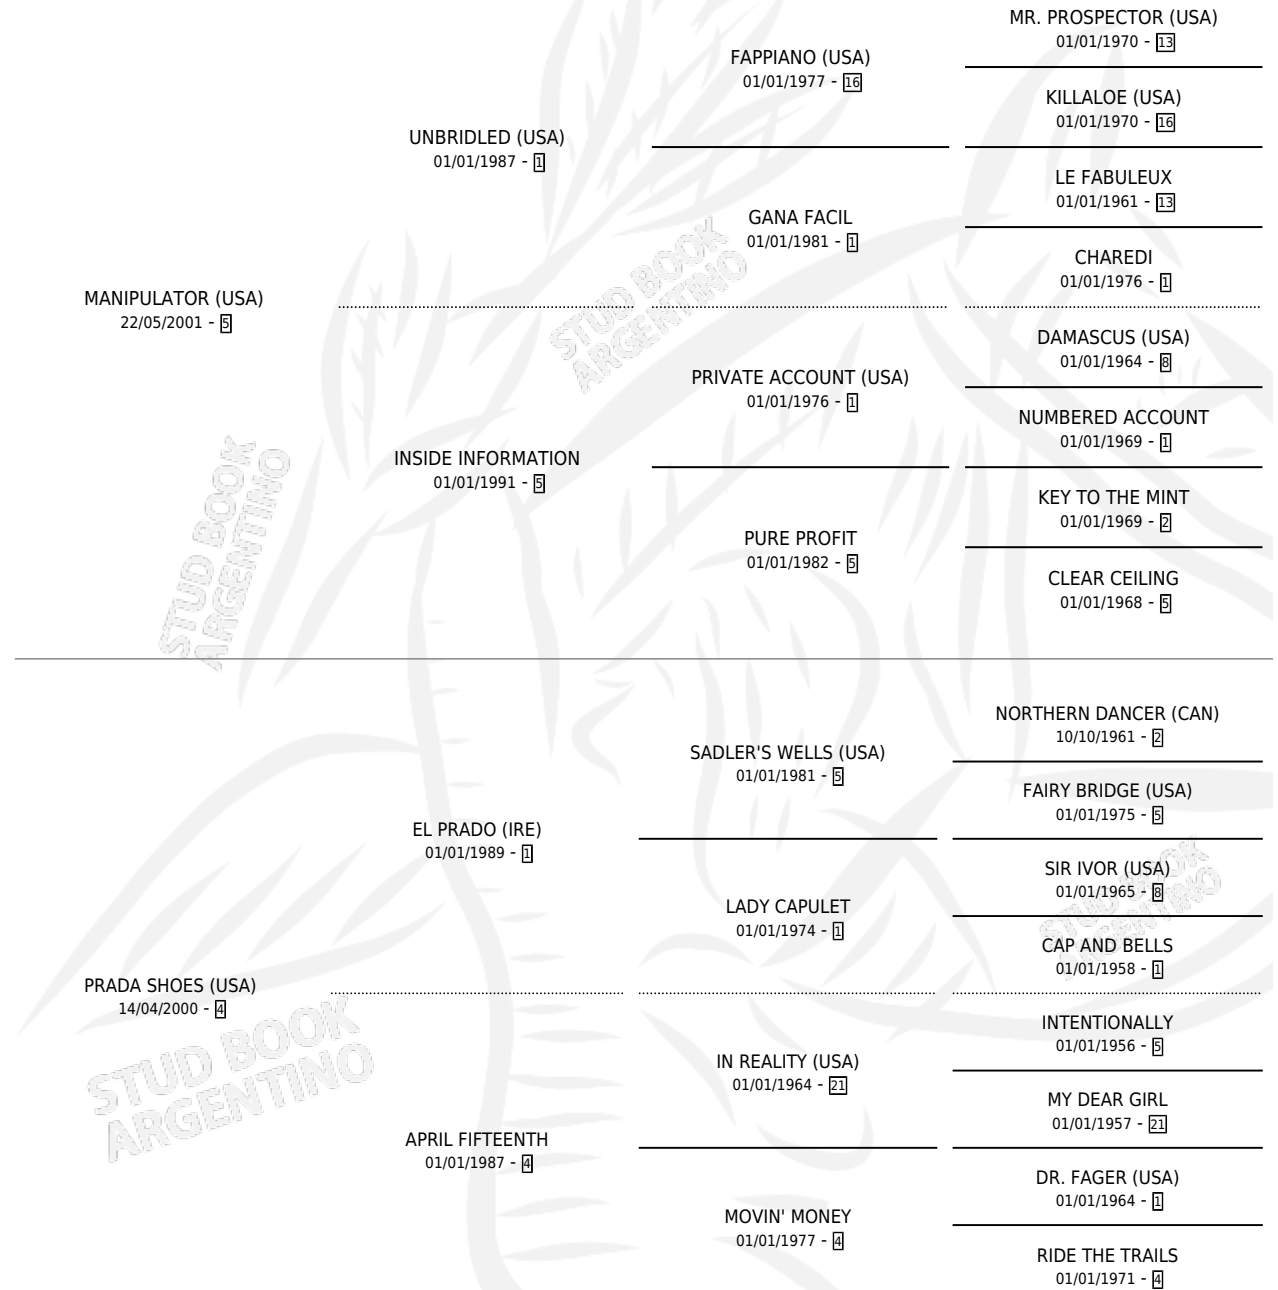 MR. PROSPECTOR (USA)
01/01/1970 - 13
FAPPIANO (USA)
01/01/1977 - 16
KILLALOE (USA)
01/01/1970 - 16
UNBRIDLED (USA)
01/01/1987 - 1
LE FABULEUX
01/01/1961 - 13
GANA FACIL
01/01/1981 - 1
CHAREDI
01/01/1976 - 1
MANIPULATOR (USA)
22/05/2001 - 5
DAMASCUS (USA)
01/01/1964 - 8
PRIVATE ACCOUNT (USA)
01/01/1976 - 1
NUMBERED ACCOUNT
01/01/1969 - 1
INSIDE INFORMATION
01/01/1991 - 5
KEY TO THE MINT
01/01/1969 - 2
PURE PROFIT
01/01/1982 - 5
CLEAR CEILING
01/01/1968 - 5
NORTHERN DANCER (CAN)
10/10/1961 - 2
SADLER'S WELLS (USA)
01/01/1981 - 5
FAIRY BRIDGE (USA)
01/01/1975 - 5
EL PRADO (IRE)
01/01/1989 - 1
SIR IVOR (USA)
01/01/1965 - 8
LADY CAPULET
01/01/1974 - 1
CAP AND BELLS
01/01/1958 - 1
PRADA SHOES (USA)
14/04/2000 - 4
INTENTIONALLY
01/01/1956 - 5
IN REALITY (USA)
01/01/1964 - 21
MY DEAR GIRL
01/01/1957 - 21
APRIL FIFTEENTH
01/01/1987 - 4
DR. FAGER (USA)
01/01/1964 - 1
MOVIN' MONEY
01/01/1977 - 4
RIDE THE TRAILS
01/01/1971 - 4
STUD BOOK
ARGENTINO
STUD BOOK
ARGENTINO
STUD BOOK
ARGENTINO
STUD BOOK
ARGENTINO